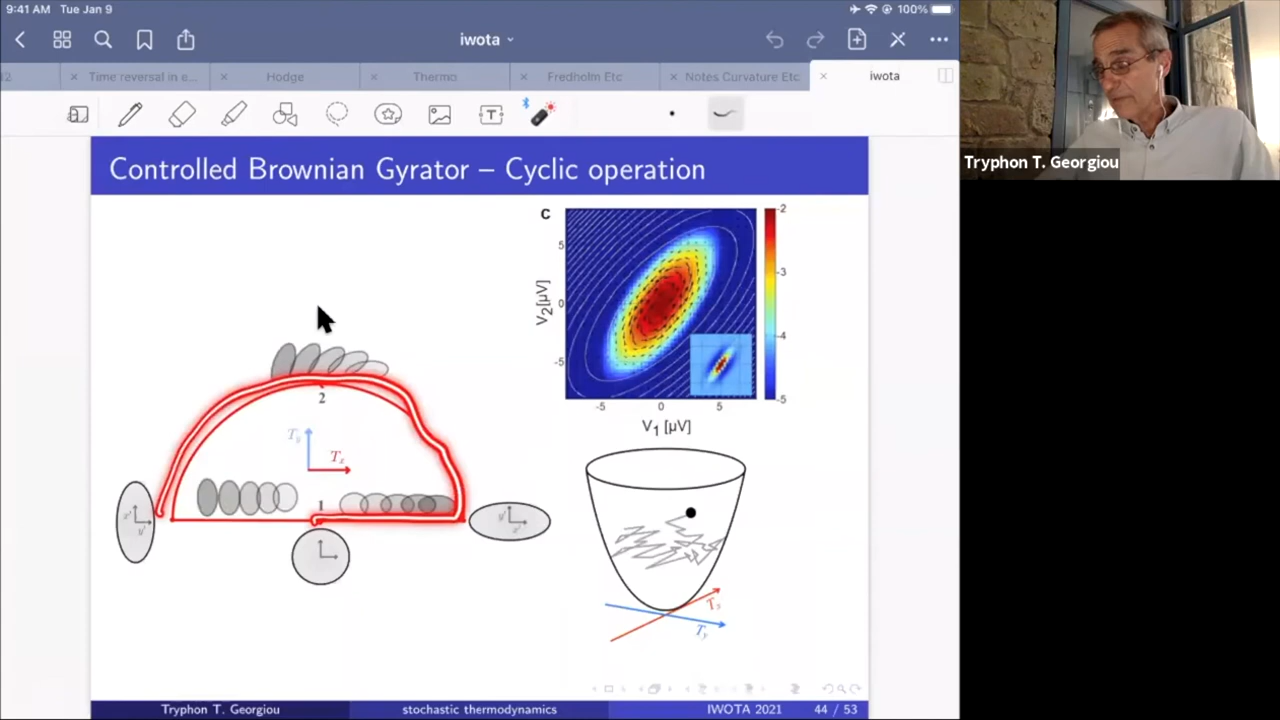 9:41 AM Tue Jan 9
100%
iwota
Time reversal in e...
Hodge
Thermo
Fredholm Etc
Notes Curvature Etc
iwota
T
Tryphon T. Georgiou
Controlled Brownian Gyrator – Cyclic operation
C
5
0
-5
V2[µV]
-5
0
5
V1 [µV]
-2
-3
-4
-5
2
Ty
Tx
1
x'
y'
y'
x'
Tx
Ty
Tryphon T. Georgiou
stochastic thermodynamics
IWOTA 2021
44 / 53